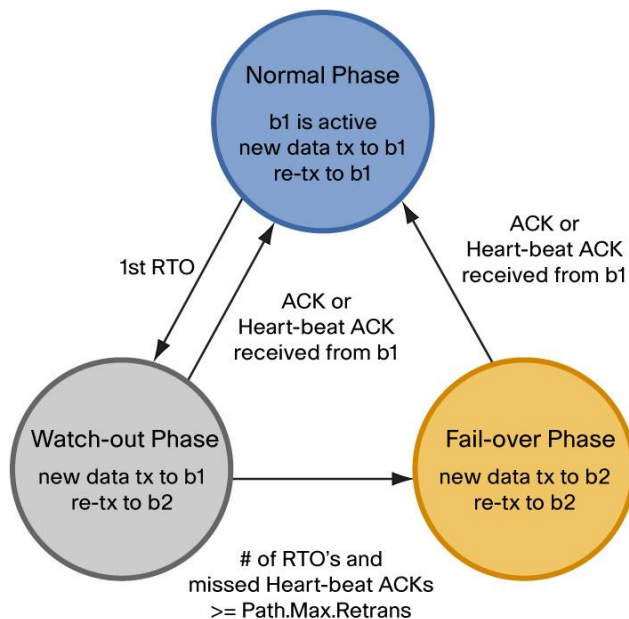 Normal Phase
b1 is active
new data tx to b1
re-tx to b1
1st RTO
ACK or
Heart-beat ACK
received from b1
ACK or
Heart-beat ACK
received from b1
Watch-out Phase
new data tx to b1
re-tx to b2
Fail-over Phase
new data tx to b2
re-tx to b2
# of RTO's and
missed Heart-beat ACKs
>= Path.Max.Retrans